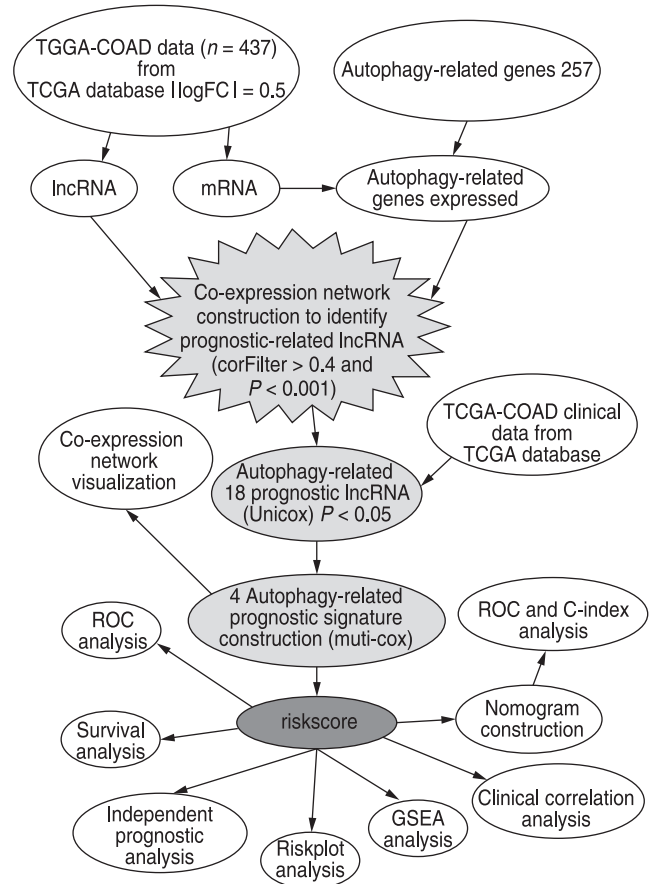 TGGA-COAD data (n = 437)
from
TCGA database |logFC| = 0.5
Autophagy-related genes 257
lncRNA
mRNA
Autophagy-related
genes expressed
Co-expression network
construction to identify
prognostic-related lncRNA
(corFilter > 0.4 and
P < 0.001)
TCGA-COAD clinical
data from
TCGA database
Co-expression
network
visualization
Autophagy-related
18 prognostic lncRNA
(Unicox) P < 0.05
4 Autophagy-related
prognostic signature
construction (muti-cox)
ROC and C-index
analysis
ROC
analysis
riskscore
Nomogram
construction
Survival
analysis
Clinical correlation
analysis
Independent
prognostic
analysis
Riskplot
analysis
GSEA
analysis